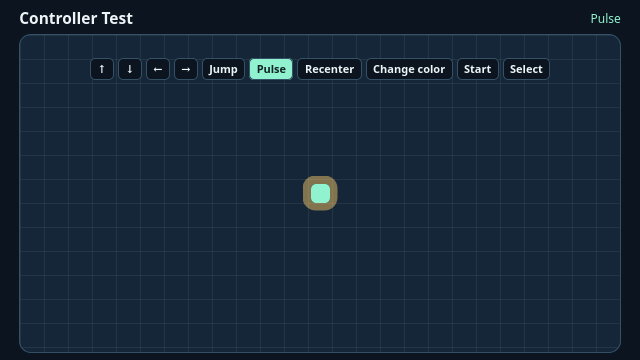 Controller Test
Pulse
↑ ↓ ← → Jump Pulse Recenter Change color Start Select